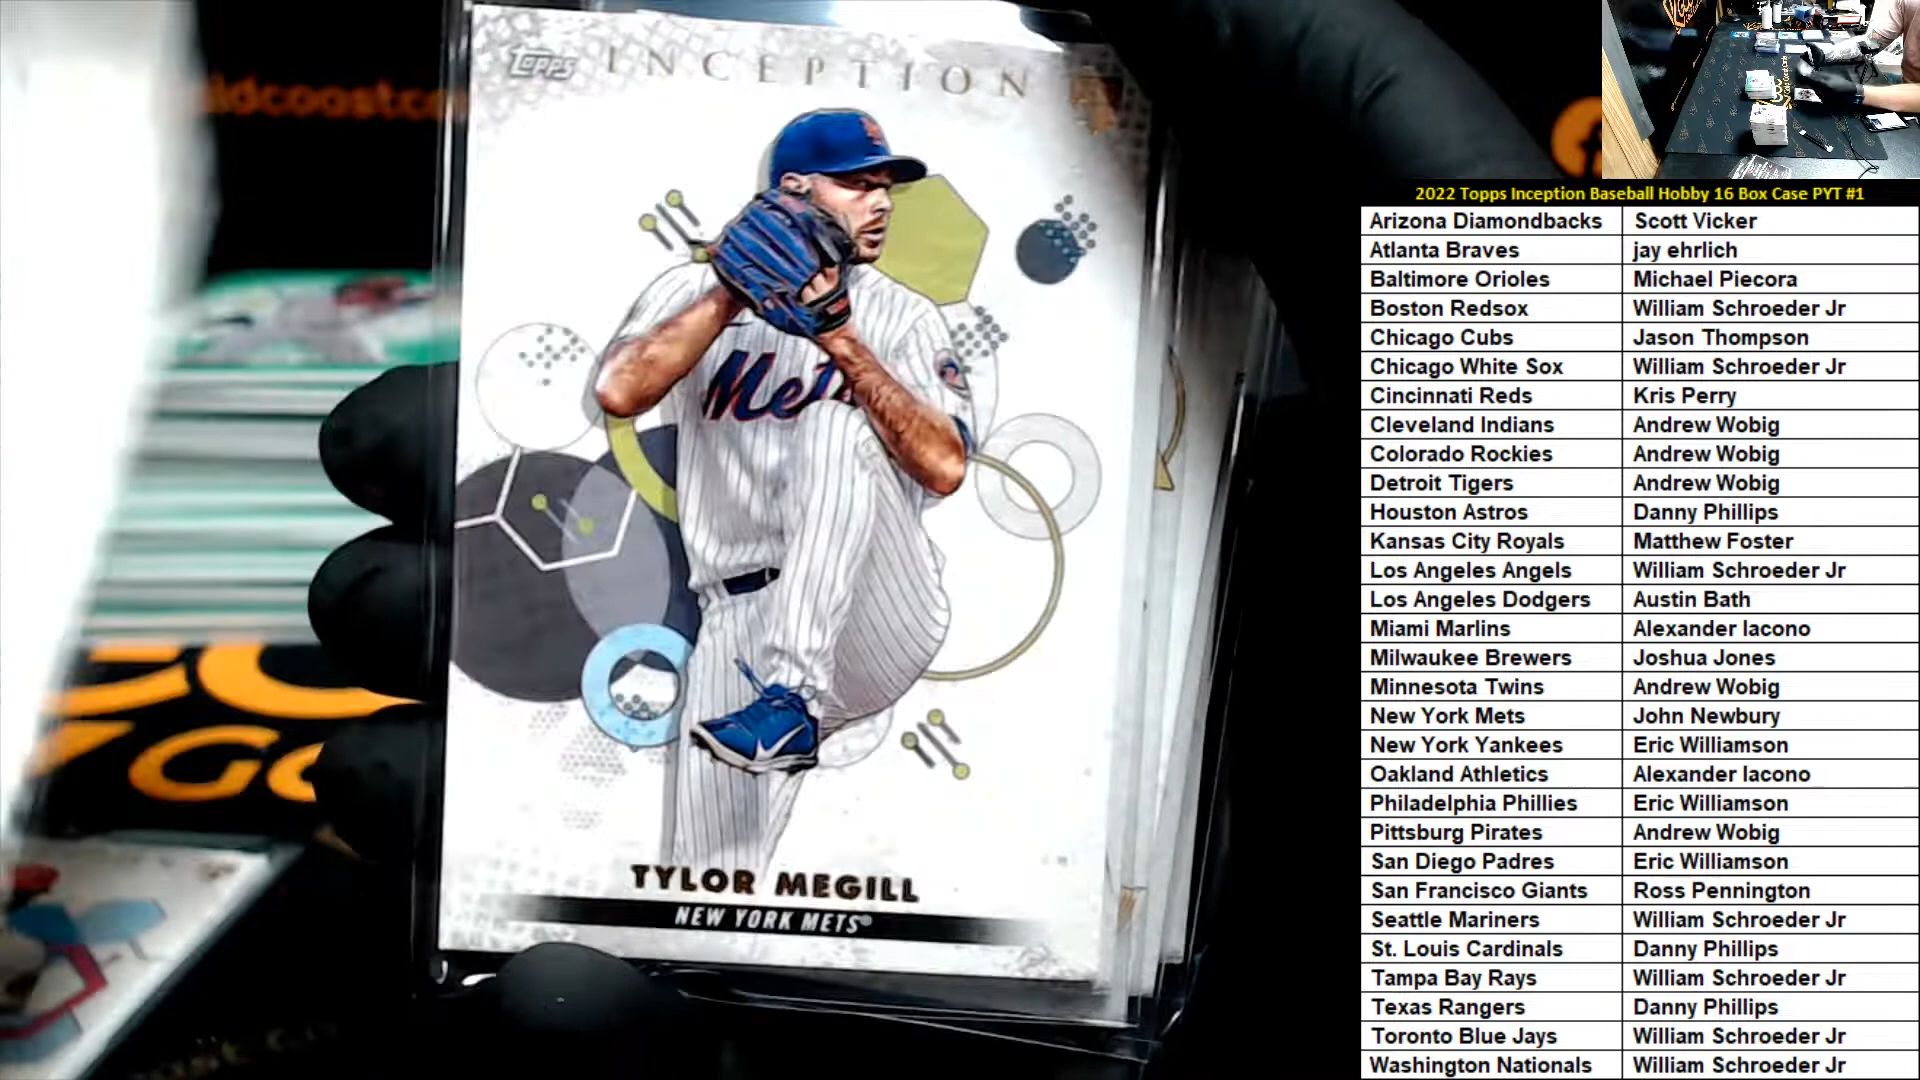 TOPPS INCEPTION
Mets
TYLOR MEGILL
NEW YORK METS®
2022 Topps Inception Baseball Hobby 16 Box Case PYT #1
Arizona Diamondbacks Scott Vicker
Atlanta Braves jay ehrlich
Baltimore Orioles Michael Piecora
Boston Redsox William Schroeder Jr
Chicago Cubs Jason Thompson
Chicago White Sox William Schroeder Jr
Cincinnati Reds Kris Perry
Cleveland Indians Andrew Wobig
Colorado Rockies Andrew Wobig
Detroit Tigers Andrew Wobig
Houston Astros Danny Phillips
Kansas City Royals Matthew Foster
Los Angeles Angels William Schroeder Jr
Los Angeles Dodgers Austin Bath
Miami Marlins Alexander Iacono
Milwaukee Brewers Joshua Jones
Minnesota Twins Andrew Wobig
New York Mets John Newbury
New York Yankees Eric Williamson
Oakland Athletics Alexander Iacono
Philadelphia Phillies Eric Williamson
Pittsburg Pirates Andrew Wobig
San Diego Padres Eric Williamson
San Francisco Giants Ross Pennington
Seattle Mariners William Schroeder Jr
St. Louis Cardinals Danny Phillips
Tampa Bay Rays William Schroeder Jr
Texas Rangers Danny Phillips
Toronto Blue Jays William Schroeder Jr
Washington Nationals William Schroeder Jr